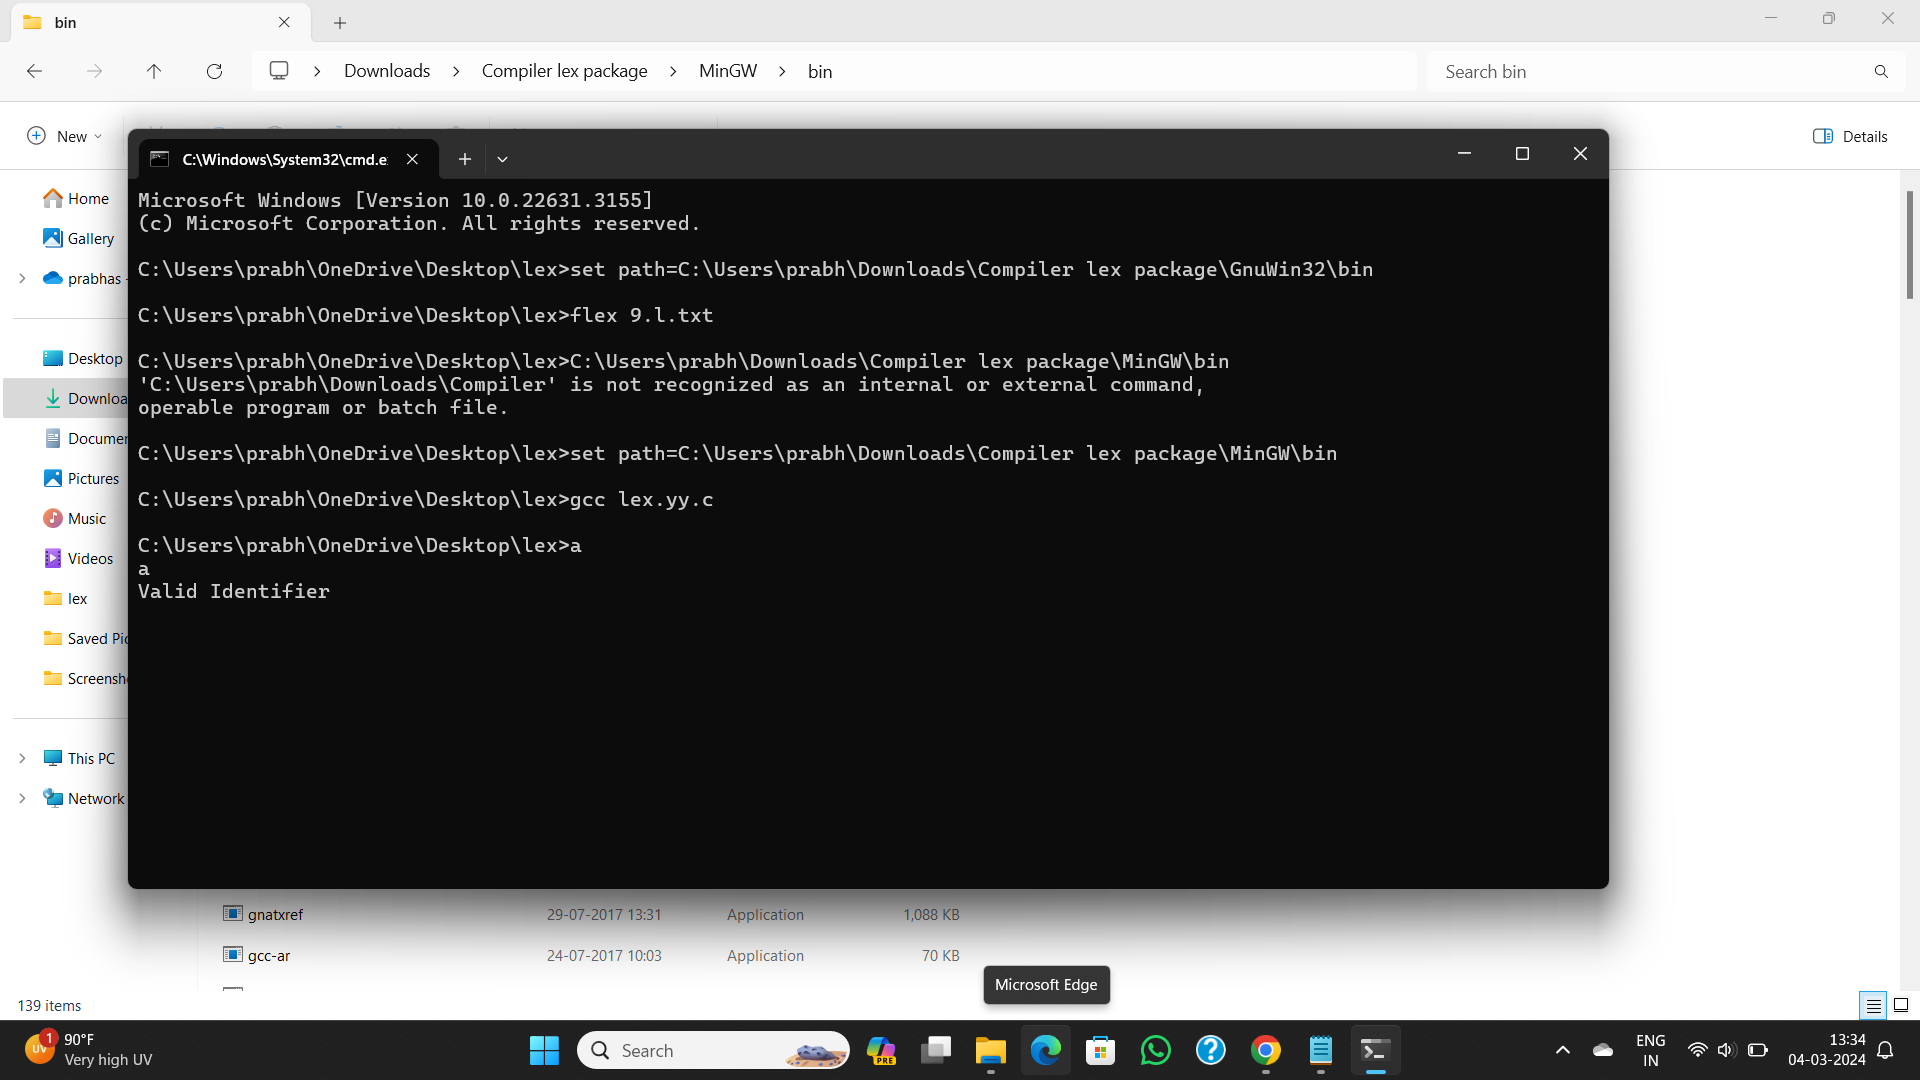 bin
Downloads > Compiler lex package > MinGW > bin
Search bin
New
Details
C:\Windows\System32\cmd.e
Microsoft Windows [Version 10.0.22631.3155]
(c) Microsoft Corporation. All rights reserved.
C:\Users\prabh\OneDrive\Desktop\lex>set path=C:\Users\prabh\Downloads\Compiler lex package\GnuWin32\bin
C:\Users\prabh\OneDrive\Desktop\lex>flex 9.l.txt
C:\Users\prabh\OneDrive\Desktop\lex>C:\Users\prabh\Downloads\Compiler lex package\MinGW\bin
'C:\Users\prabh\Downloads\Compiler' is not recognized as an internal or external command,
operable program or batch file.
C:\Users\prabh\OneDrive\Desktop\lex>set path=C:\Users\prabh\Downloads\Compiler lex package\MinGW\bin
C:\Users\prabh\OneDrive\Desktop\lex>gcc lex.yy.c
C:\Users\prabh\OneDrive\Desktop\lex>a
a
Valid Identifier
Home
Gallery
prabhas -
Desktop
Downloa
Documen
Pictures
Music
Videos
lex
Saved Pic
Screensh
This PC
Network
gnatxref 29-07-2017 13:31 Application 1,088 KB
gcc-ar 24-07-2017 10:03 Application 70 KB
Microsoft Edge
139 items
UV 1
90°F
Very high UV
Search
PRE
ENG
IN
13:34
04-03-2024